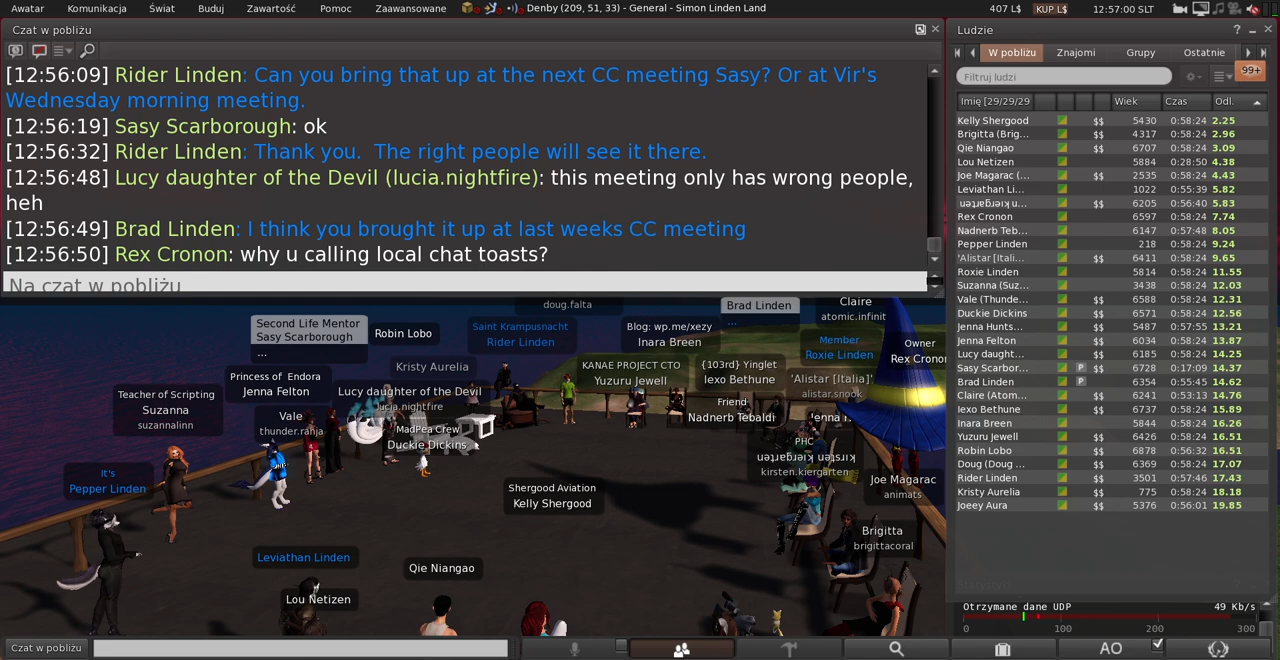 Awatar Komunikacja Świat Buduj Zawartość Pomoc Zaawansowane Denby (209, 51, 33) - General - Simon Linden Land 407 L$ KUP L$ 12:57:00 SLT
Czat w pobliżu
[12:56:09] Rider Linden: Can you bring that up at the next CC meeting Sasy? Or at Vir's
Wednesday morning meeting.
[12:56:19] Sasy Scarborough: ok
[12:56:32] Rider Linden: Thank you.  The right people will see it there.
[12:56:48] Lucy daughter of the Devil (lucia.nightfire): this meeting only has wrong people,
heh
[12:56:49] Brad Linden: I think you brought it up at last weeks CC meeting
[12:56:50] Rex Cronon: why u calling local chat toasts?
Na czat w pobliżu
doug.falta
Brad Linden
...
Claire
atomic.infinit
Second Life Mentor
Sasy Scarborough
...
Robin Lobo
Saint Krampusnacht
Rider Linden
Blog: wp.me/xezy
Inara Breen
Member
Roxie Linden
Owner
Rex Cronon
Kristy Aurelia
KANAE PROJECT CTO
Yuzuru Jewell
{103rd} Yinglet
Iexo Bethune
'Alistar [Italia]'
alistar.snook
Princess of  Endora
Jenna Felton
Lucy daughter of the Devil
lucia.nightfire
Teacher of Scripting
Suzanna
suzannalinn
Vale
thunder.ranja
MadPea Crew
Duckie Dickins
Friend
Nadnerb Tebaldi
Jenna
PHC
kirsten.kiergarten
It's
Pepper Linden
Shergood Aviation
Kelly Shergood
Joe Magarac
animats
Brigitta
brigittacoral
Leviathan Linden
Qie Niangao
Lou Netizen
Czat w pobliżu
Ludzie
? _ ×
W pobliżu Znajomi Grupy Ostatnie
Filtruj ludzi
99+
Imię [29/29/29 Wiek Czas Odl.
Kelly Shergood $$ 5430 0:58:24 2.25
Brigitta (Brig... $$ 4317 0:58:24 2.96
Qie Niangao $$ 6707 0:58:24 3.09
Lou Netizen 5884 0:28:50 4.38
Joe Magarac (... $$ 2535 0:58:24 4.43
Leviathan Li... 1022 0:55:39 5.82
$$ 6205 0:56:40 5.83
Rex Cronon 6597 0:58:24 7.74
Nadnerb Teb... 6147 0:57:48 8.05
Pepper Linden 218 0:58:24 9.24
'Alistar [Itali... $$ 6411 0:58:24 9.65
Roxie Linden 5814 0:58:24 11.55
Suzanna (Suz... 3438 0:58:24 12.03
Vale (Thunde... $$ 6588 0:58:24 12.31
Duckie Dickins $$ 6571 0:58:24 12.56
Jenna Hunts... $$ 5487 0:57:55 13.21
Jenna Felton $$ 6034 0:58:24 13.87
Lucy daught... $$ 6185 0:58:24 14.25
Sasy Scarbor... P $$ 6728 0:17:09 14.37
Brad Linden P 6354 0:55:45 14.62
Claire (Atom... $$ 6241 0:53:13 14.76
Iexo Bethune $$ 6737 0:58:24 15.89
Inara Breen 5844 0:58:24 16.26
Yuzuru Jewell $$ 6426 0:58:24 16.51
Robin Lobo $$ 6878 0:56:32 16.51
Doug (Doug ... $$ 6369 0:58:24 17.07
Rider Linden $$ 3501 0:57:46 17.43
Kristy Aurelia $$ 775 0:58:24 18.18
Joeey Aura $$ 5376 0:56:01 19.85
Otrzymane dane UDP 49 Kb/s
0 100 200 300
AO